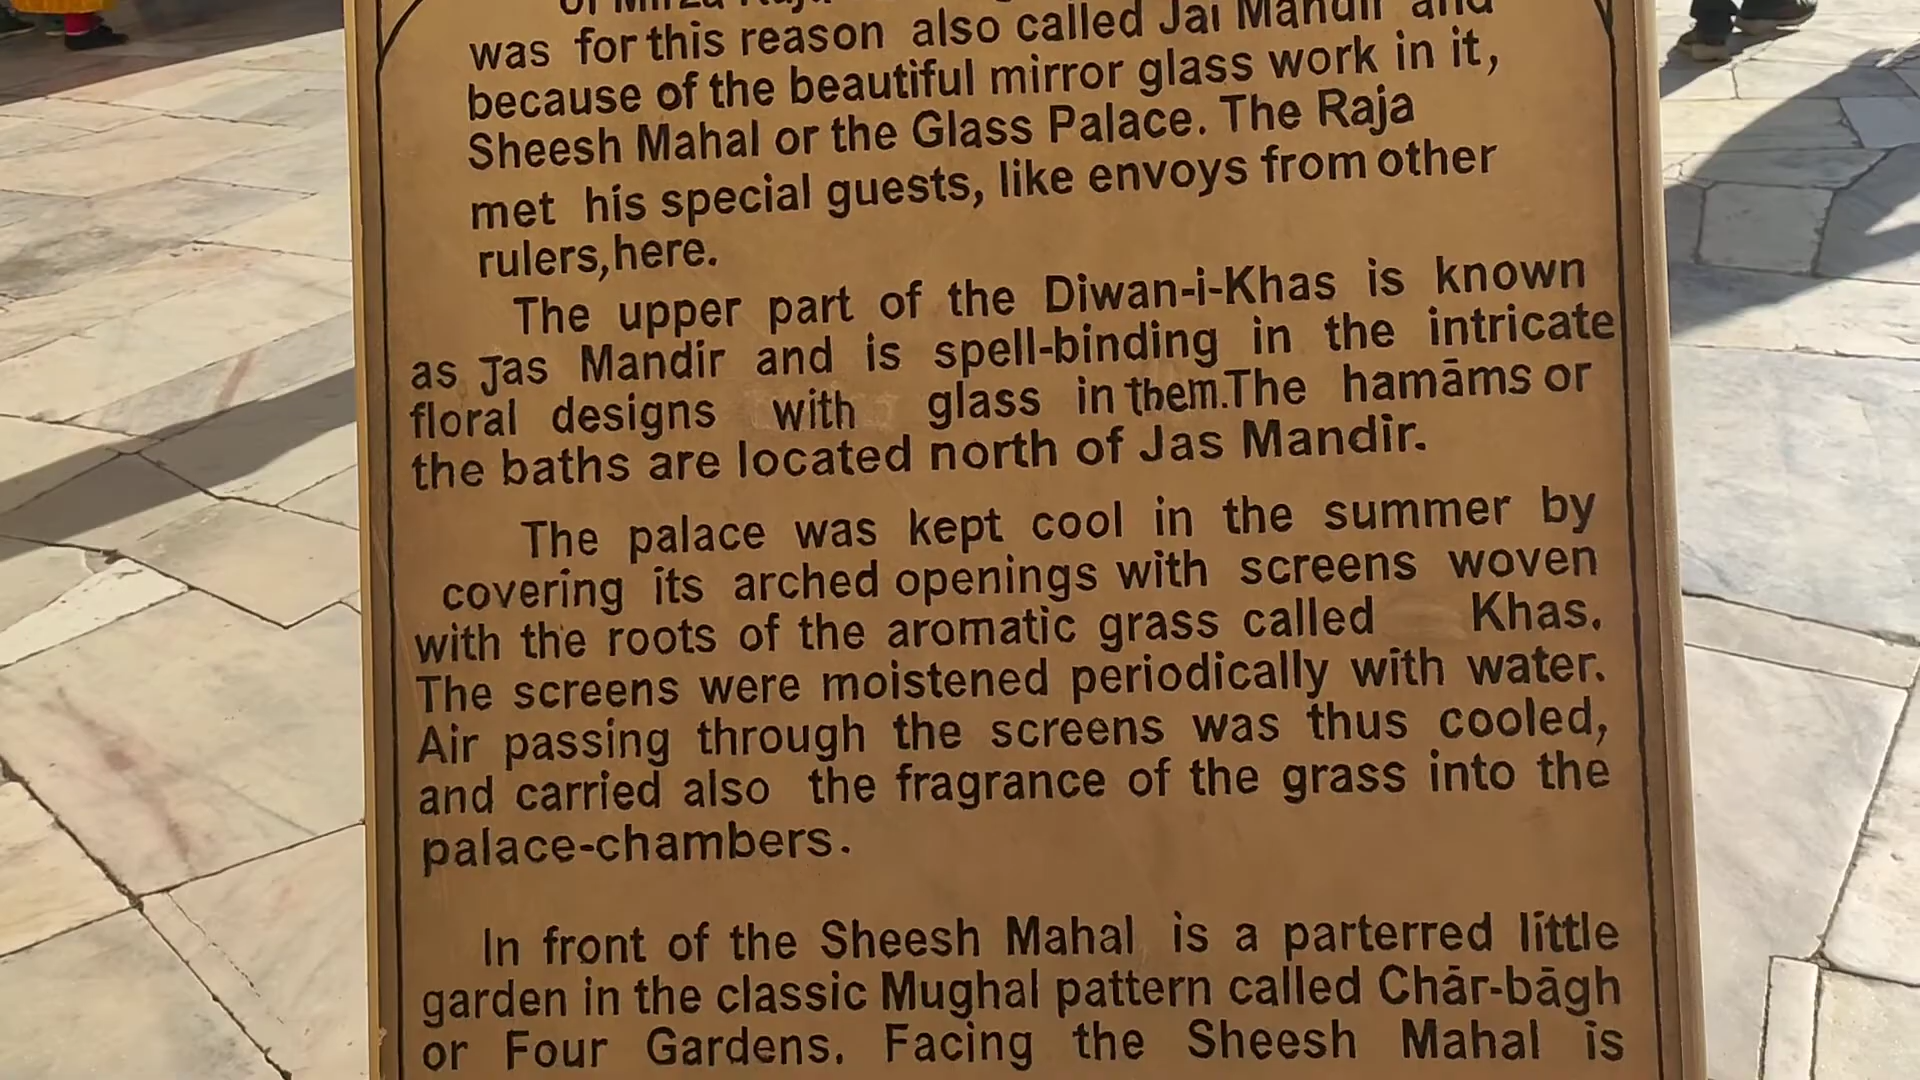 was for this reason also called Jai Mandir and
because of the beautiful mirror glass work in it,
Sheesh Mahal or the Glass Palace. The Raja
met his special guests, like envoys from other
rulers, here.
The upper part of the Diwan-i-Khas is known
as Jas Mandir and is spell-binding in the intricate
floral designs with glass in them. The hamāms or
the baths are located north of Jas Mandir.
The palace was kept cool in the summer by
covering its arched openings with screens woven
with the roots of the aromatic grass called Khas.
The screens were moistened periodically with water.
Air passing through the screens was thus cooled,
and carried also the fragrance of the grass into the
palace-chambers.
In front of the Sheesh Mahal is a parterred little
garden in the classic Mughal pattern called Chār-bāgh
or Four Gardens. Facing the Sheesh Mahal is